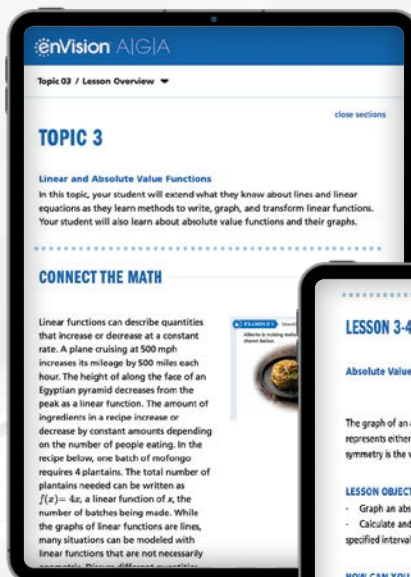 enVision A|G|A
Topic 03 / Lesson Overview
close sections
TOPIC 3
Linear and Absolute Value Functions
In this topic, your student will extend what they know about lines and linear
equations as they learn methods to write, graph, and transform linear functions.
Your student will also learn about absolute value functions and their graphs.
CONNECT THE MATH
Linear functions can describe quantities
that increase or decrease at a constant
rate. A plane cruising at 500 mph
increases its mileage by 500 miles each
hour. The height of along the face of an
Egyptian pyramid decreases from the
peak as a linear function. The amount of
ingredients in a recipe increase or
decrease by constant amounts depending
on the number of people eating. In the
recipe below, one batch of mofongo
requires 4 plantains. The total number of
plantains needed can be written as
f(x)= 4x, a linear function of x, the
number of batches being made. While
the graphs of linear functions are lines,
many situations can be modeled with
linear functions that are not necessarily
EXAMPLE 1
Alberto is making
shown below.
LESSON 3-4
Absolute Value
The graph of an a
represents either
symmetry is the v
LESSON OBJECT
- Graph an abs
- Calculate and
specified interval
HOW CAN YOU